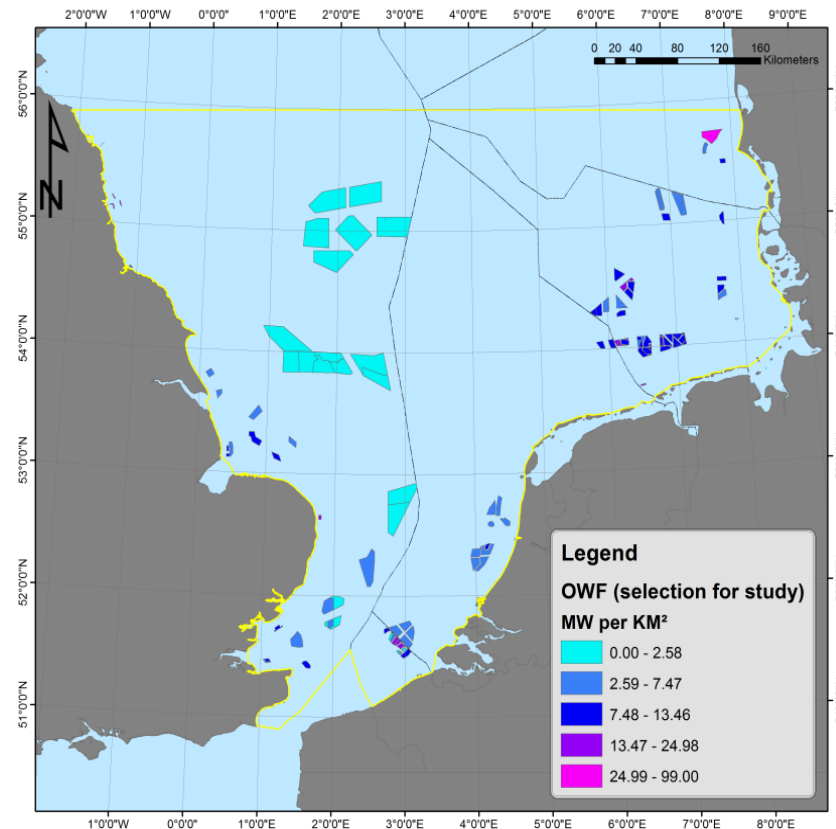 2°0'0"W 1°0'0"W 0°0'0" 1°0'0"E 2°0'0"E 3°0'0"E 4°0'0"E 5°0'0"E 6°0'0"E 7°0'0"E 8°0'0"E 9°0'0"E
0 20 40 80 120 160
Kilometers
56°0'0"N
N
55°0'0"N
54°0'0"N
53°0'0"N
52°0'0"N
51°0'0"N
Legend
OWF (selection for study)
MW per KM²
0.00 - 2.58
2.59 - 7.47
7.48 - 13.46
13.47 - 24.98
24.99 - 99.00
1°0'0"W 0°0'0" 1°0'0"E 2°0'0"E 3°0'0"E 4°0'0"E 5°0'0"E 6°0'0"E 7°0'0"E 8°0'0"E